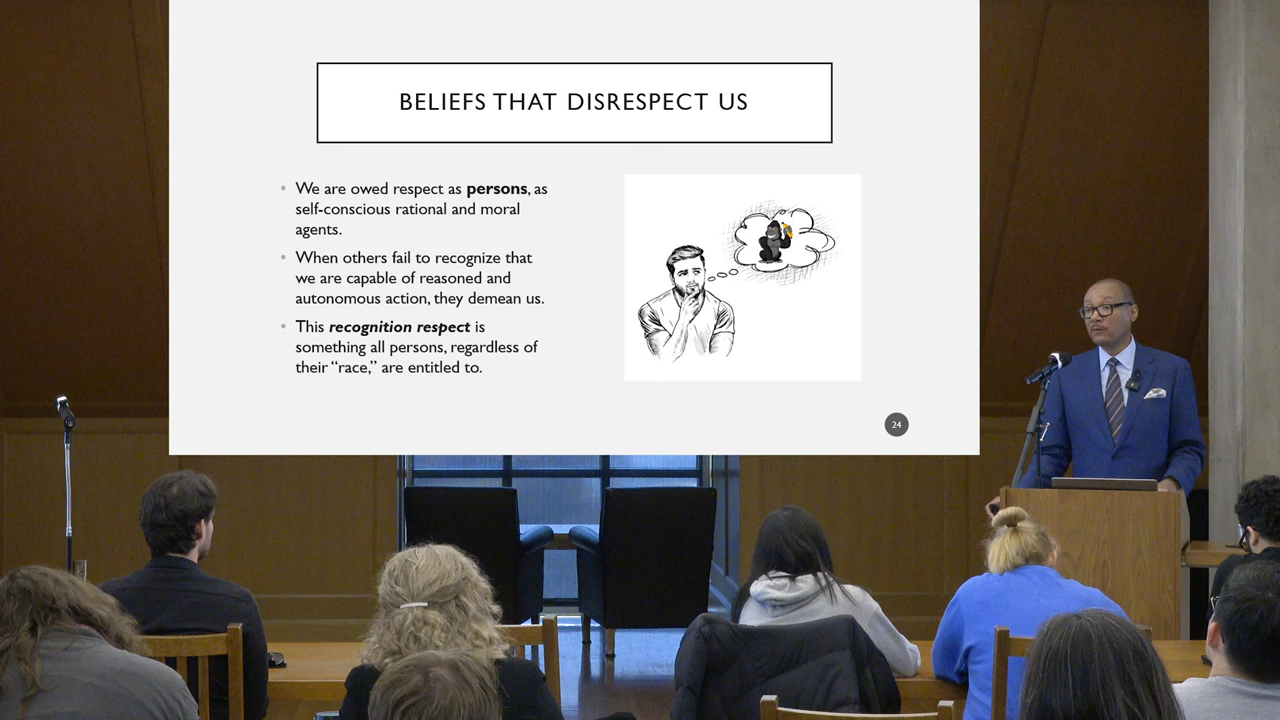 BELIEFS THAT DISRESPECT US
• We are owed respect as persons, as
self-conscious rational and moral
agents.
• When others fail to recognize that
we are capable of reasoned and
autonomous action, they demean us.
• This recognition respect is
something all persons, regardless of
their “race,” are entitled to.
24